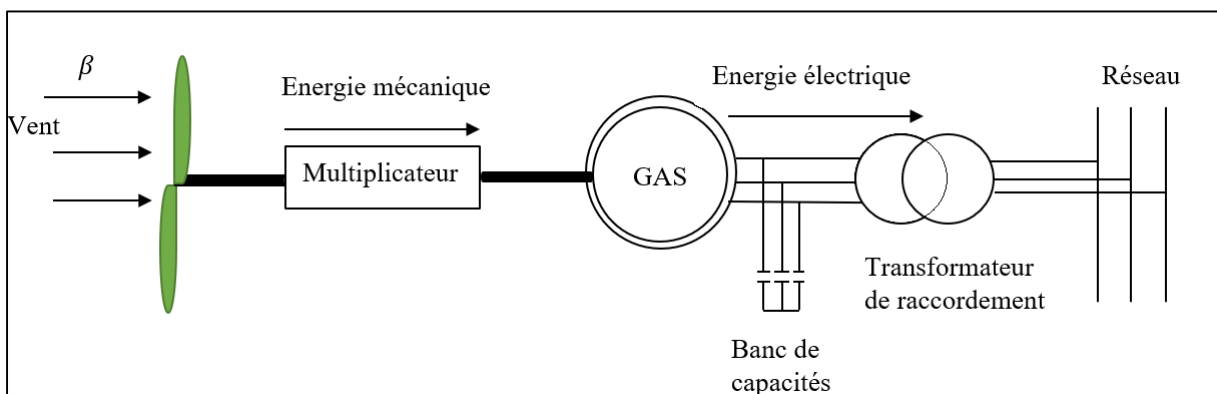 β
Vent
Energie mécanique
Multiplicateur
GAS
Energie électrique
Réseau
Transformateur
de raccordement
Banc de
capacités